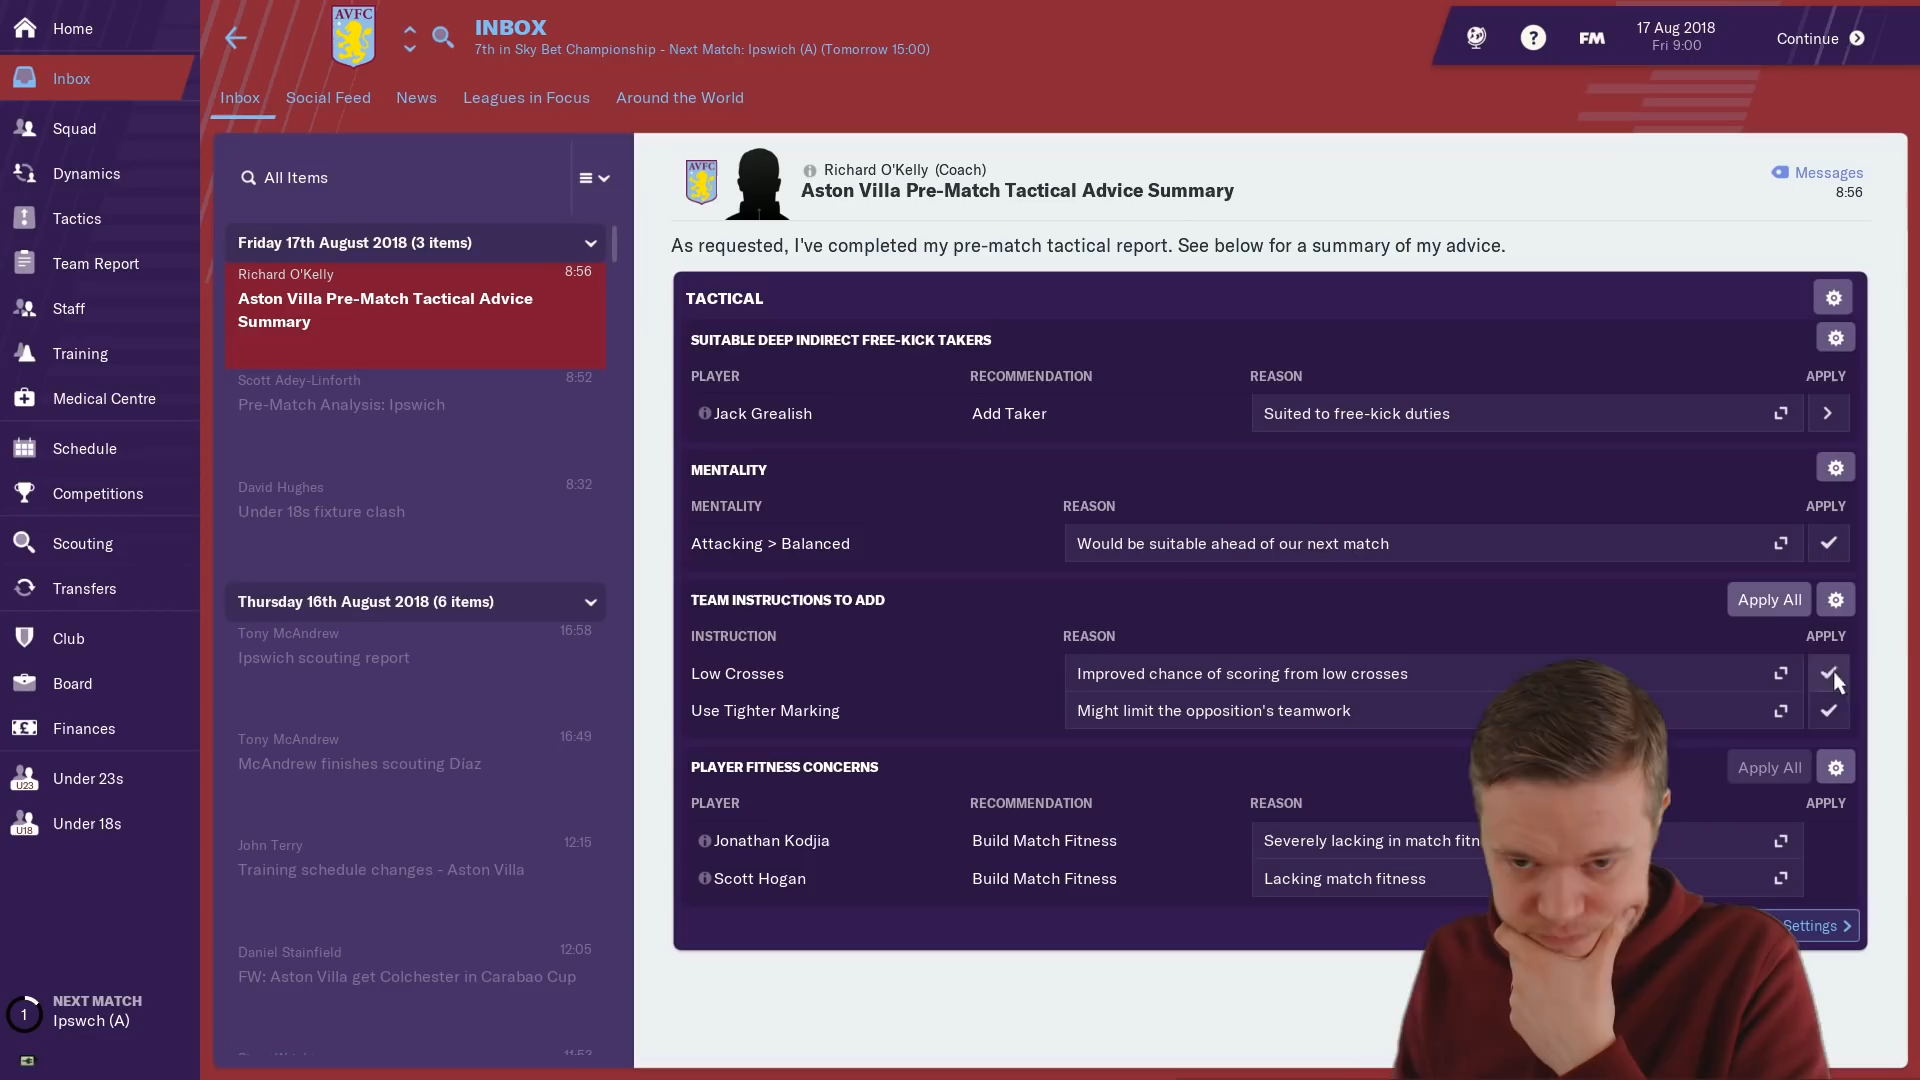 Home
Inbox
Squad
Dynamics
Tactics
Team Report
Staff
Training
Medical Centre
Schedule
Competitions
Scouting
Transfers
Club
Board
Finances
U23
Under 23s
U18
Under 18s
1
NEXT MATCH
Ipswch (A)
AVFC
INBOX
7th in Sky Bet Championship - Next Match: Ipswich (A) (Tomorrow 15:00)
?
FM
17 Aug 2018
Fri 9:00
Continue
Inbox
Social Feed
News
Leagues in Focus
Around the World
All Items
Friday 17th August 2018 (3 items)
Richard O'Kelly
8:56
Aston Villa Pre-Match Tactical Advice
Summary
Scott Adey-Linforth
8:52
Pre-Match Analysis: Ipswich
David Hughes
8:32
Under 18s fixture clash
Thursday 16th August 2018 (6 items)
Tony McAndrew
16:58
Ipswich scouting report
Tony McAndrew
16:49
McAndrew finishes scouting Díaz
John Terry
12:15
Training schedule changes - Aston Villa
Daniel Stainfield
12:05
FW: Aston Villa get Colchester in Carabao Cup
AVFC
Richard O'Kelly (Coach)
Aston Villa Pre-Match Tactical Advice Summary
Messages
8:56
As requested, I've completed my pre-match tactical report. See below for a summary of my advice.
TACTICAL
SUITABLE DEEP INDIRECT FREE-KICK TAKERS
PLAYER RECOMMENDATION REASON APPLY
Jack Grealish Add Taker Suited to free-kick duties
MENTALITY
MENTALITY REASON APPLY
Attacking > Balanced Would be suitable ahead of our next match
TEAM INSTRUCTIONS TO ADD Apply All
INSTRUCTION REASON APPLY
Low Crosses Improved chance of scoring from low crosses
Use Tighter Marking Might limit the opposition's teamwork
PLAYER FITNESS CONCERNS Apply All
PLAYER RECOMMENDATION REASON APPLY
Jonathan Kodjia Build Match Fitness Severely lacking in match fitn
Scott Hogan Build Match Fitness Lacking match fitness
Settings